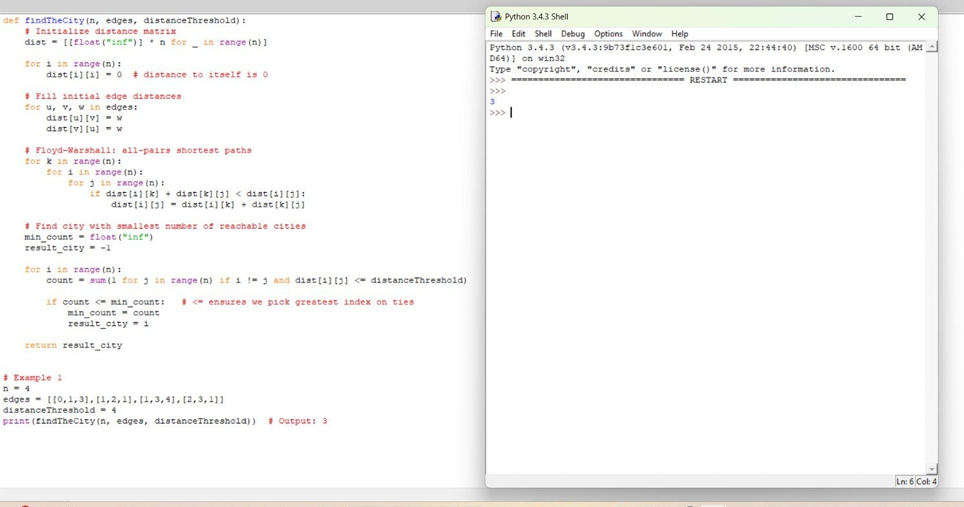 def findTheCity(n, edges, distanceThreshold):
    # Initialize distance matrix
    dist = [[float("inf")] * n for _ in range(n)]

    for i in range(n):
        dist[i][i] = 0  # distance to itself is 0

    # Fill initial edge distances
    for u, v, w in edges:
        dist[u][v] = w
        dist[v][u] = w

    # Floyd-Warshall: all-pairs shortest paths
    for k in range(n):
        for i in range(n):
            for j in range(n):
                if dist[i][k] + dist[k][j] < dist[i][j]:
                    dist[i][j] = dist[i][k] + dist[k][j]

    # Find city with smallest number of reachable cities
    min_count = float("inf")
    result_city = -1

    for i in range(n):
        count = sum(1 for j in range(n) if i != j and dist[i][j] <= distanceThreshold)

        if count <= min_count:   # <= ensures we pick greatest index on ties
            min_count = count
            result_city = i

    return result_city


# Example 1
n = 4
edges = [[0,1,3],[1,2,1],[1,3,4],[2,3,1]]
distanceThreshold = 4
print(findTheCity(n, edges, distanceThreshold))  # Output: 3
Python 3.4.3 Shell
File Edit Shell Debug Options Window Help
Python 3.4.3 (v3.4.3:9b73f1c3e601, Feb 24 2015, 22:44:40) [MSC v.1600 64 bit (AM
D64)] on win32
Type "copyright", "credits" or "license()" for more information.
>>> ================================ RESTART ================================
>>>
3
>>>
Ln: 6 Col: 4